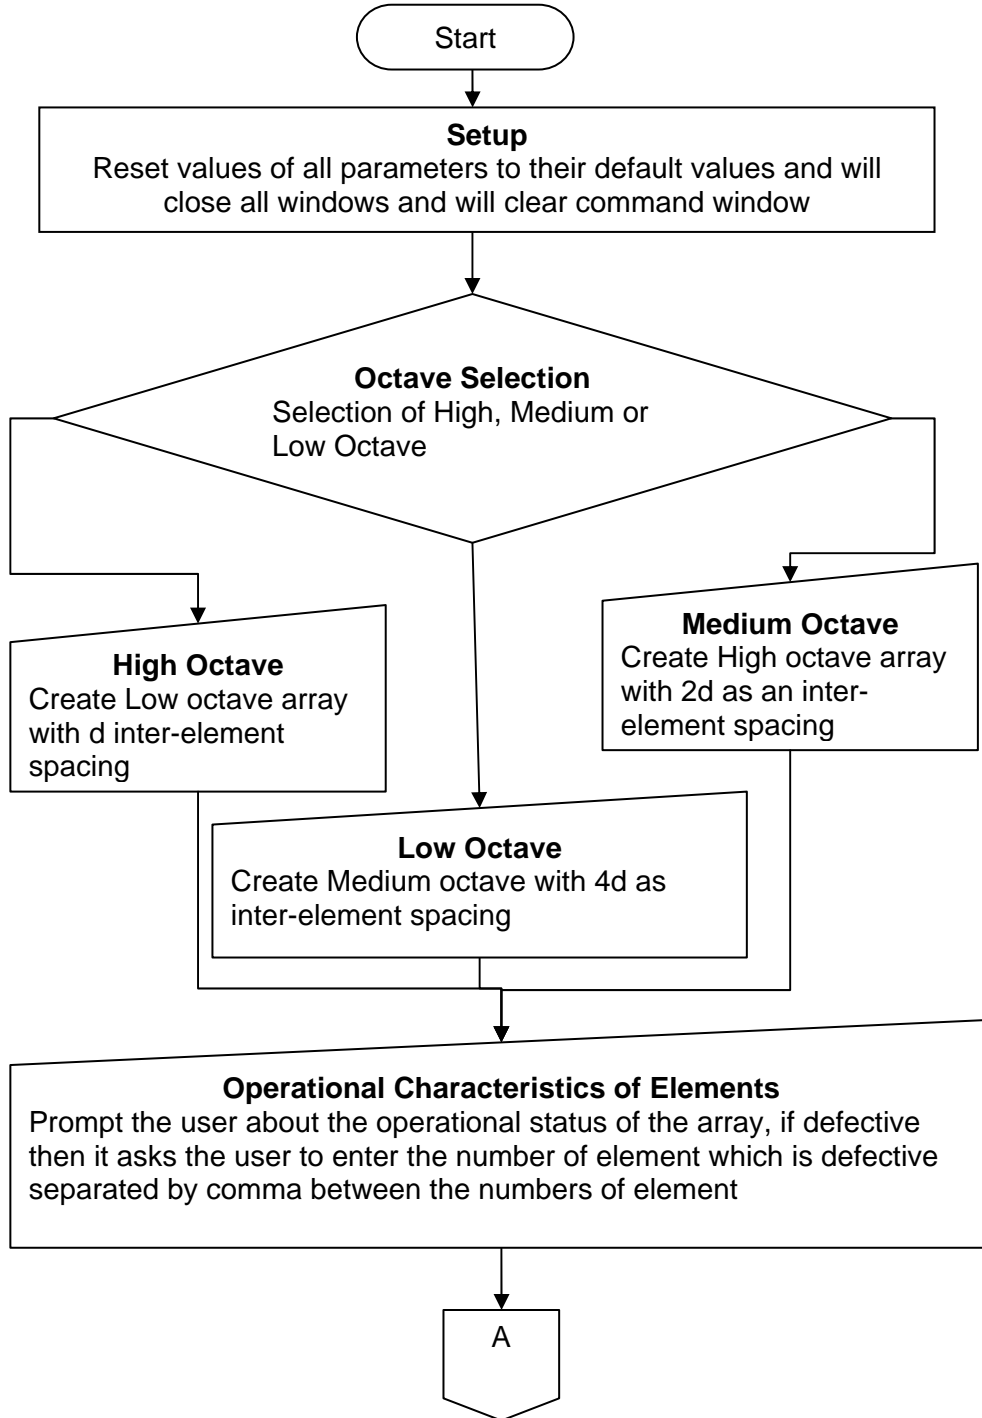 Start
Setup
Reset values of all parameters to their default values and will
close all windows and will clear command window
Octave Selection
Selection of High, Medium or
Low Octave
High Octave
Create Low octave array
with d inter-element
spacing
Medium Octave
Create High octave array
with 2d as an inter-
element spacing
Low Octave
Create Medium octave with 4d as
inter-element spacing
Operational Characteristics of Elements
Prompt the user about the operational status of the array, if defective
then it asks the user to enter the number of element which is defective
separated by comma between the numbers of element
A